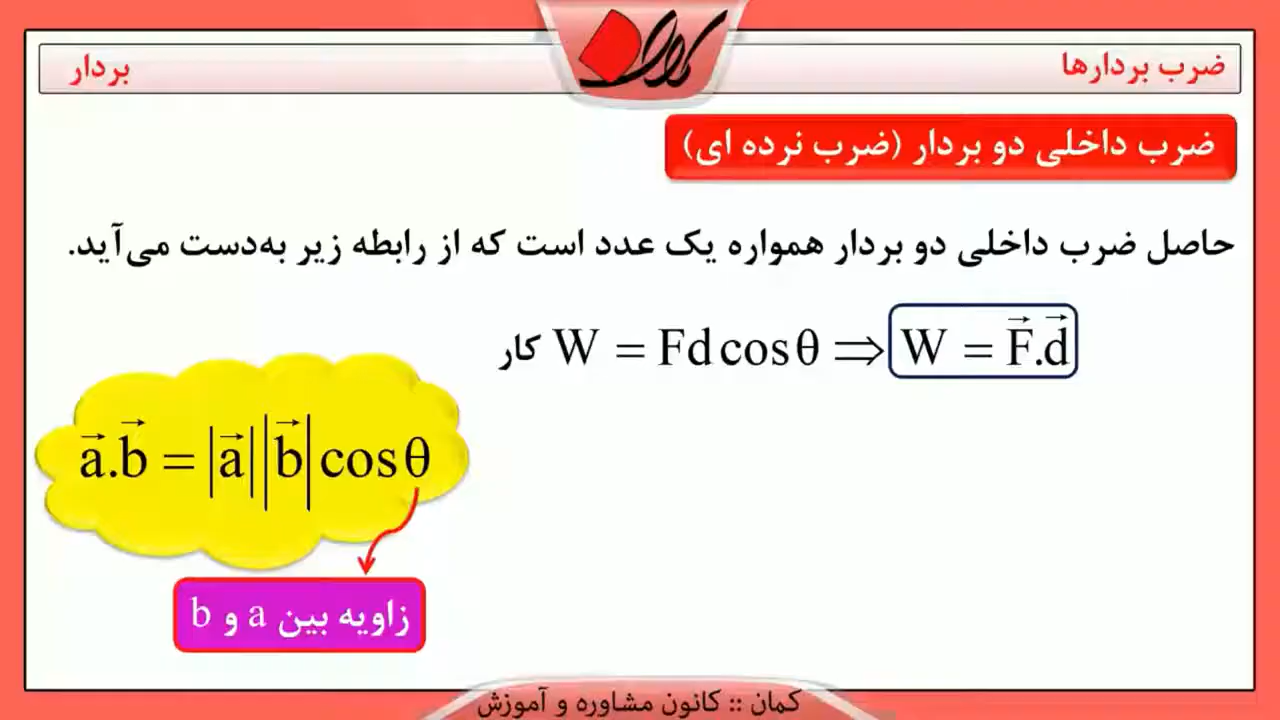 ضرب بردارها
بردار
کمان
ضرب داخلی دو بردار (ضرب نرده ای)
حاصل ضرب داخلی دو بردار همواره یک عدد است که از رابطه زیر به‌دست می‌آید.
کار W = Fd cos θ ⇒ W = F⃗.d⃗
a⃗.b⃗ = |a⃗||b⃗| cos θ
زاویه بین a و b
کمان :: کانون مشاوره و آموزش